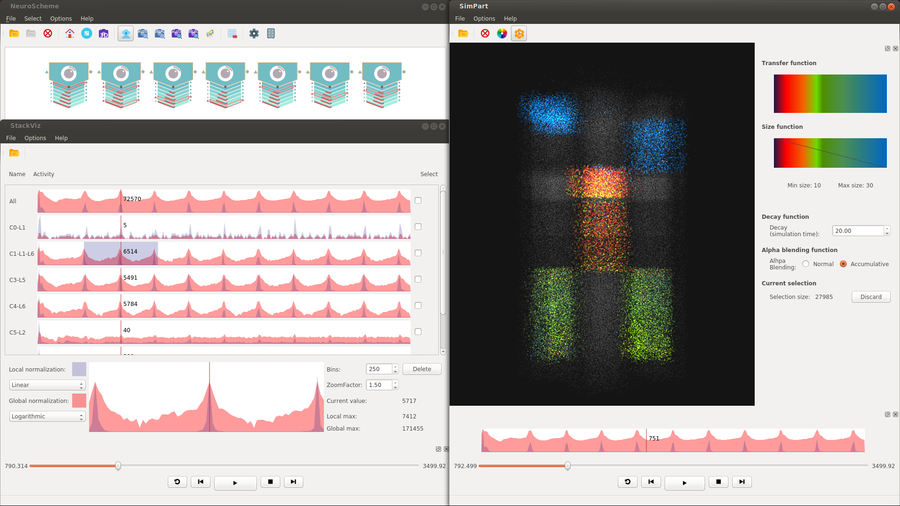 NeuroScheme
File Select Options Help
StackViz
File Options Help
Name Activity Select
All 72570
C0-L1 5
C1-L1-L6 6514
C3-L5 5491
C4-L6 5784
C5-L2 40
Local normalization:
Linear
Global normalization:
Logarithmic
Bins: 250 Delete
ZoomFactor: 1.50
Current value: 5717
Local max: 7412
Global max: 171455
790.314 3499.92
SimPart
File Options Help
Transfer function
Size function
Min size: 10 Max size: 30
Decay function
Decay
(simulation time): 20.00
Alpha blending function
Alhpa
Blending: Normal Accumulative
Current selection
Selection size: 27985 Discard
751
792.499 3499.92